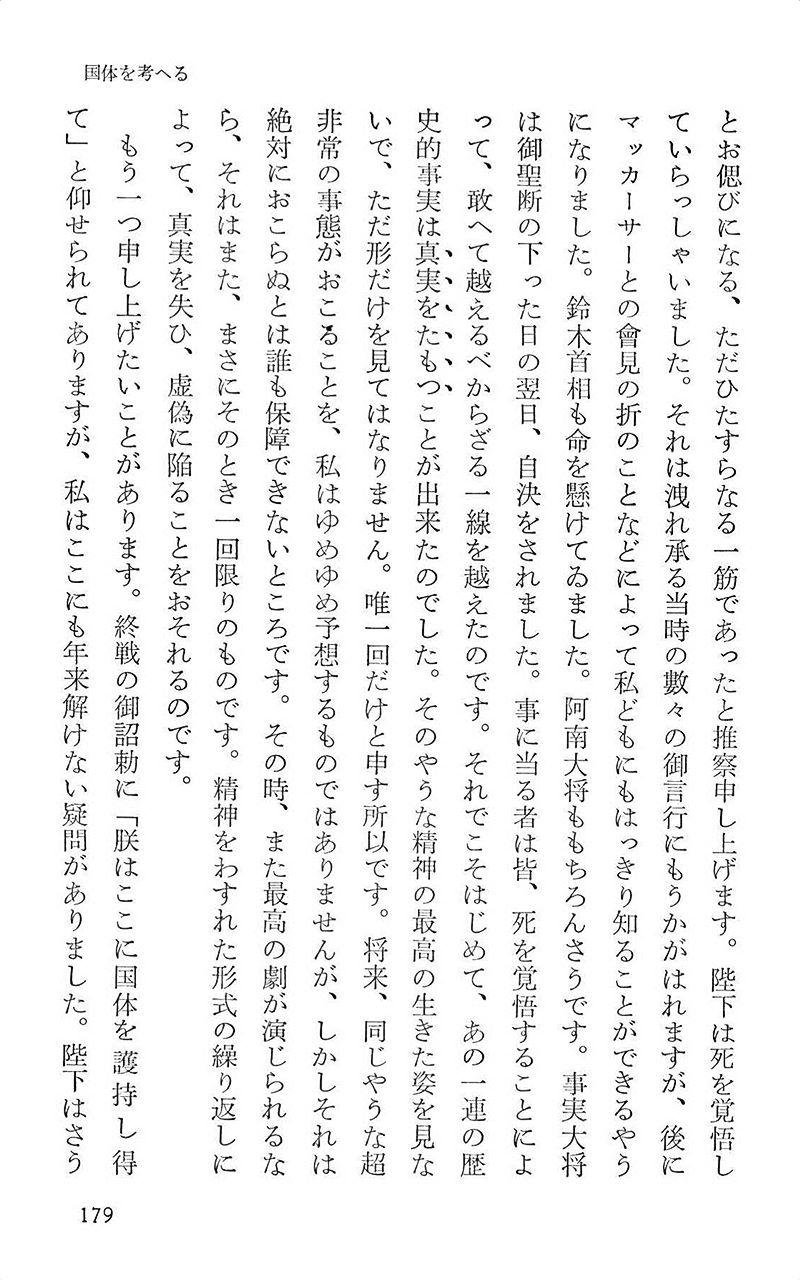 国体を考へる
とお偲びになる、ただひたすらなる一筋であったと推察申し上げます。陛下は死を覚悟し
ていらっしゃいました。それは洩れ承る当時の數々の御言行にもうかがはれますが、後に
マッカーサーとの會見の折のことなどによって私どもにもはっきり知ることができるやう
になりました。鈴木首相も命を懸けてゐました。阿南大将ももちろんさうです。事実大将
は御聖断の下った日の翌日、自決をされました。事に当る者は皆、死を覚悟することによ
って、敢へて越えるべからざる一線を越えたのです。それでこそはじめて、あの一連の歴
史的事実は真実をたもつことが出来たのでした。そのやうな精神の最高の生きた姿を見な
いで、ただ形だけを見てはなりません。唯一回だけと申す所以です。将来、同じやうな超
非常の事態がおこることを、私はゆめゆめ予想するものではありませんが、しかしそれは
絶対におこらぬとは誰も保障できないところです。その時、また最高の劇が演じられるな
ら、それはまた、まさにそのとき一回限りのものです。精神をわすれた形式の繰り返しに
よって、真実を失ひ、虚偽に陥ることをおそれるのです。
もう一つ申し上げたいことがあります。終戦の御詔勅に「朕はここに国体を護持し得
て」と仰せられてありますが、私はここにも年来解けない疑問がありました。陛下はさう
179